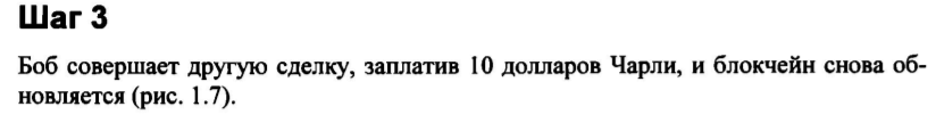 Шаг 3
Боб совершает другую сделку, заплатив 10 долларов Чарли, и блокчейн снова об-
новляется (рис. 1.7).